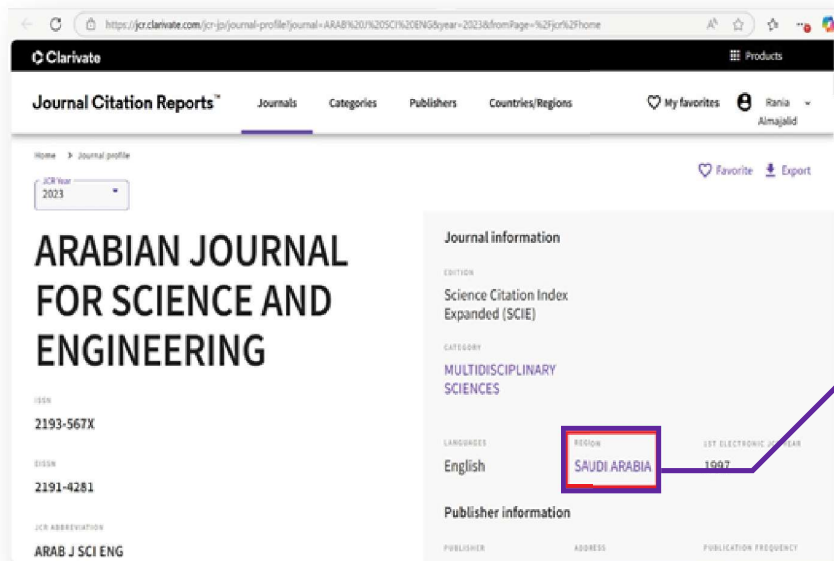 https://jcr.clarivate.com/jcr-jp/journal-profile?journal=ARAB%20J%20SCI%20ENG&year=2023&fromPage=%2Fjcr%2Fhome
Clarivate
Products
Journal Citation Reports™ Journals Categories Publishers Countries/Regions My favorites Rania
Almajalid
Home > Journal profile
Favorite Export
JCR Year
2023
ARABIAN JOURNAL
FOR SCIENCE AND
ENGINEERING
ISSN
2193-567X
EISSN
2191-4281
JCR ABBREVIATION
ARAB J SCI ENG
Journal information
EDITION
Science Citation Index
Expanded (SCIE)
CATEGORY
MULTIDISCIPLINARY
SCIENCES
LANGUAGES REGION 1ST ELECTRONIC JCR YEAR
English SAUDI ARABIA 1997
Publisher information
PUBLISHER ADDRESS PUBLICATION FREQUENCY